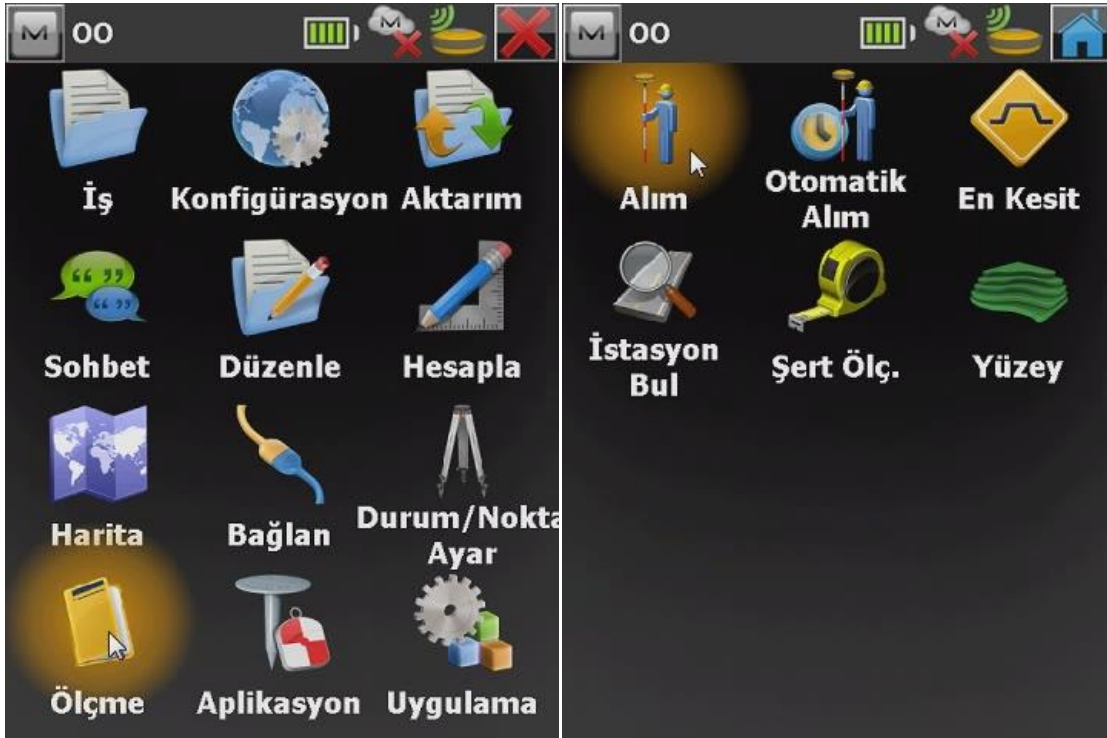 M OO M
İş Konfigürasyon Aktarım
Sohbet Düzenle Hesapla
Harita Bağlan Durum/Nokta
Ayar
Ölçme Aplikasyon Uygulama
M OO M
Alım Otomatik
Alım En Kesit
İstasyon
Bul Şerit Ölç. Yüzey